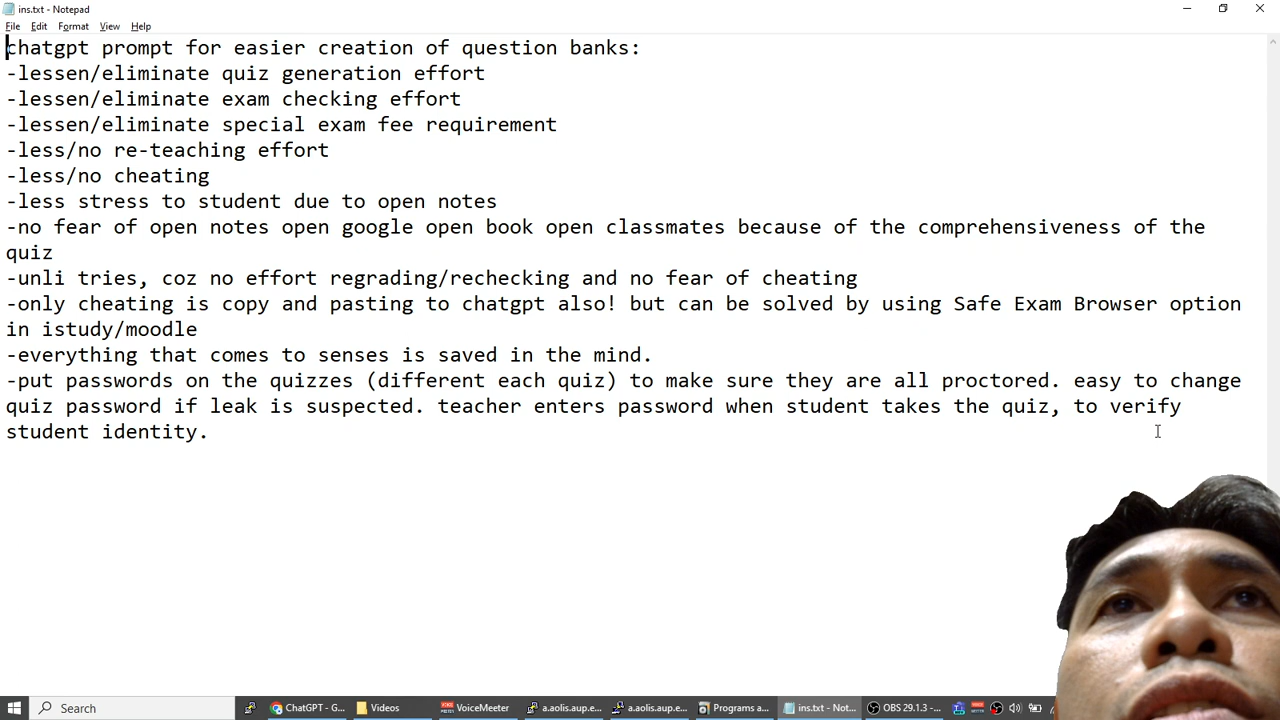 ins.txt - Notepad
File Edit Format View Help
chatgpt prompt for easier creation of question banks:
-lessen/eliminate quiz generation effort
-lessen/eliminate exam checking effort
-lessen/eliminate special exam fee requirement
-less/no re-teaching effort
-less/no cheating
-less stress to student due to open notes
-no fear of open notes open google open book open classmates because of the comprehensiveness of the
quiz
-unli tries, coz no effort regrading/rechecking and no fear of cheating
-only cheating is copy and pasting to chatgpt also! but can be solved by using Safe Exam Browser option
in istudy/moodle
-everything that comes to senses is saved in the mind.
-put passwords on the quizzes (different each quiz) to make sure they are all proctored. easy to change
quiz password if leak is suspected. teacher enters password when student takes the quiz, to verify
student identity.
Search ChatGPT - G... Videos VoiceMeeter a.aolis.aup.e... a.aolis.aup.e... Programs a... ins.txt - Not... OBS 29.1.3 -...